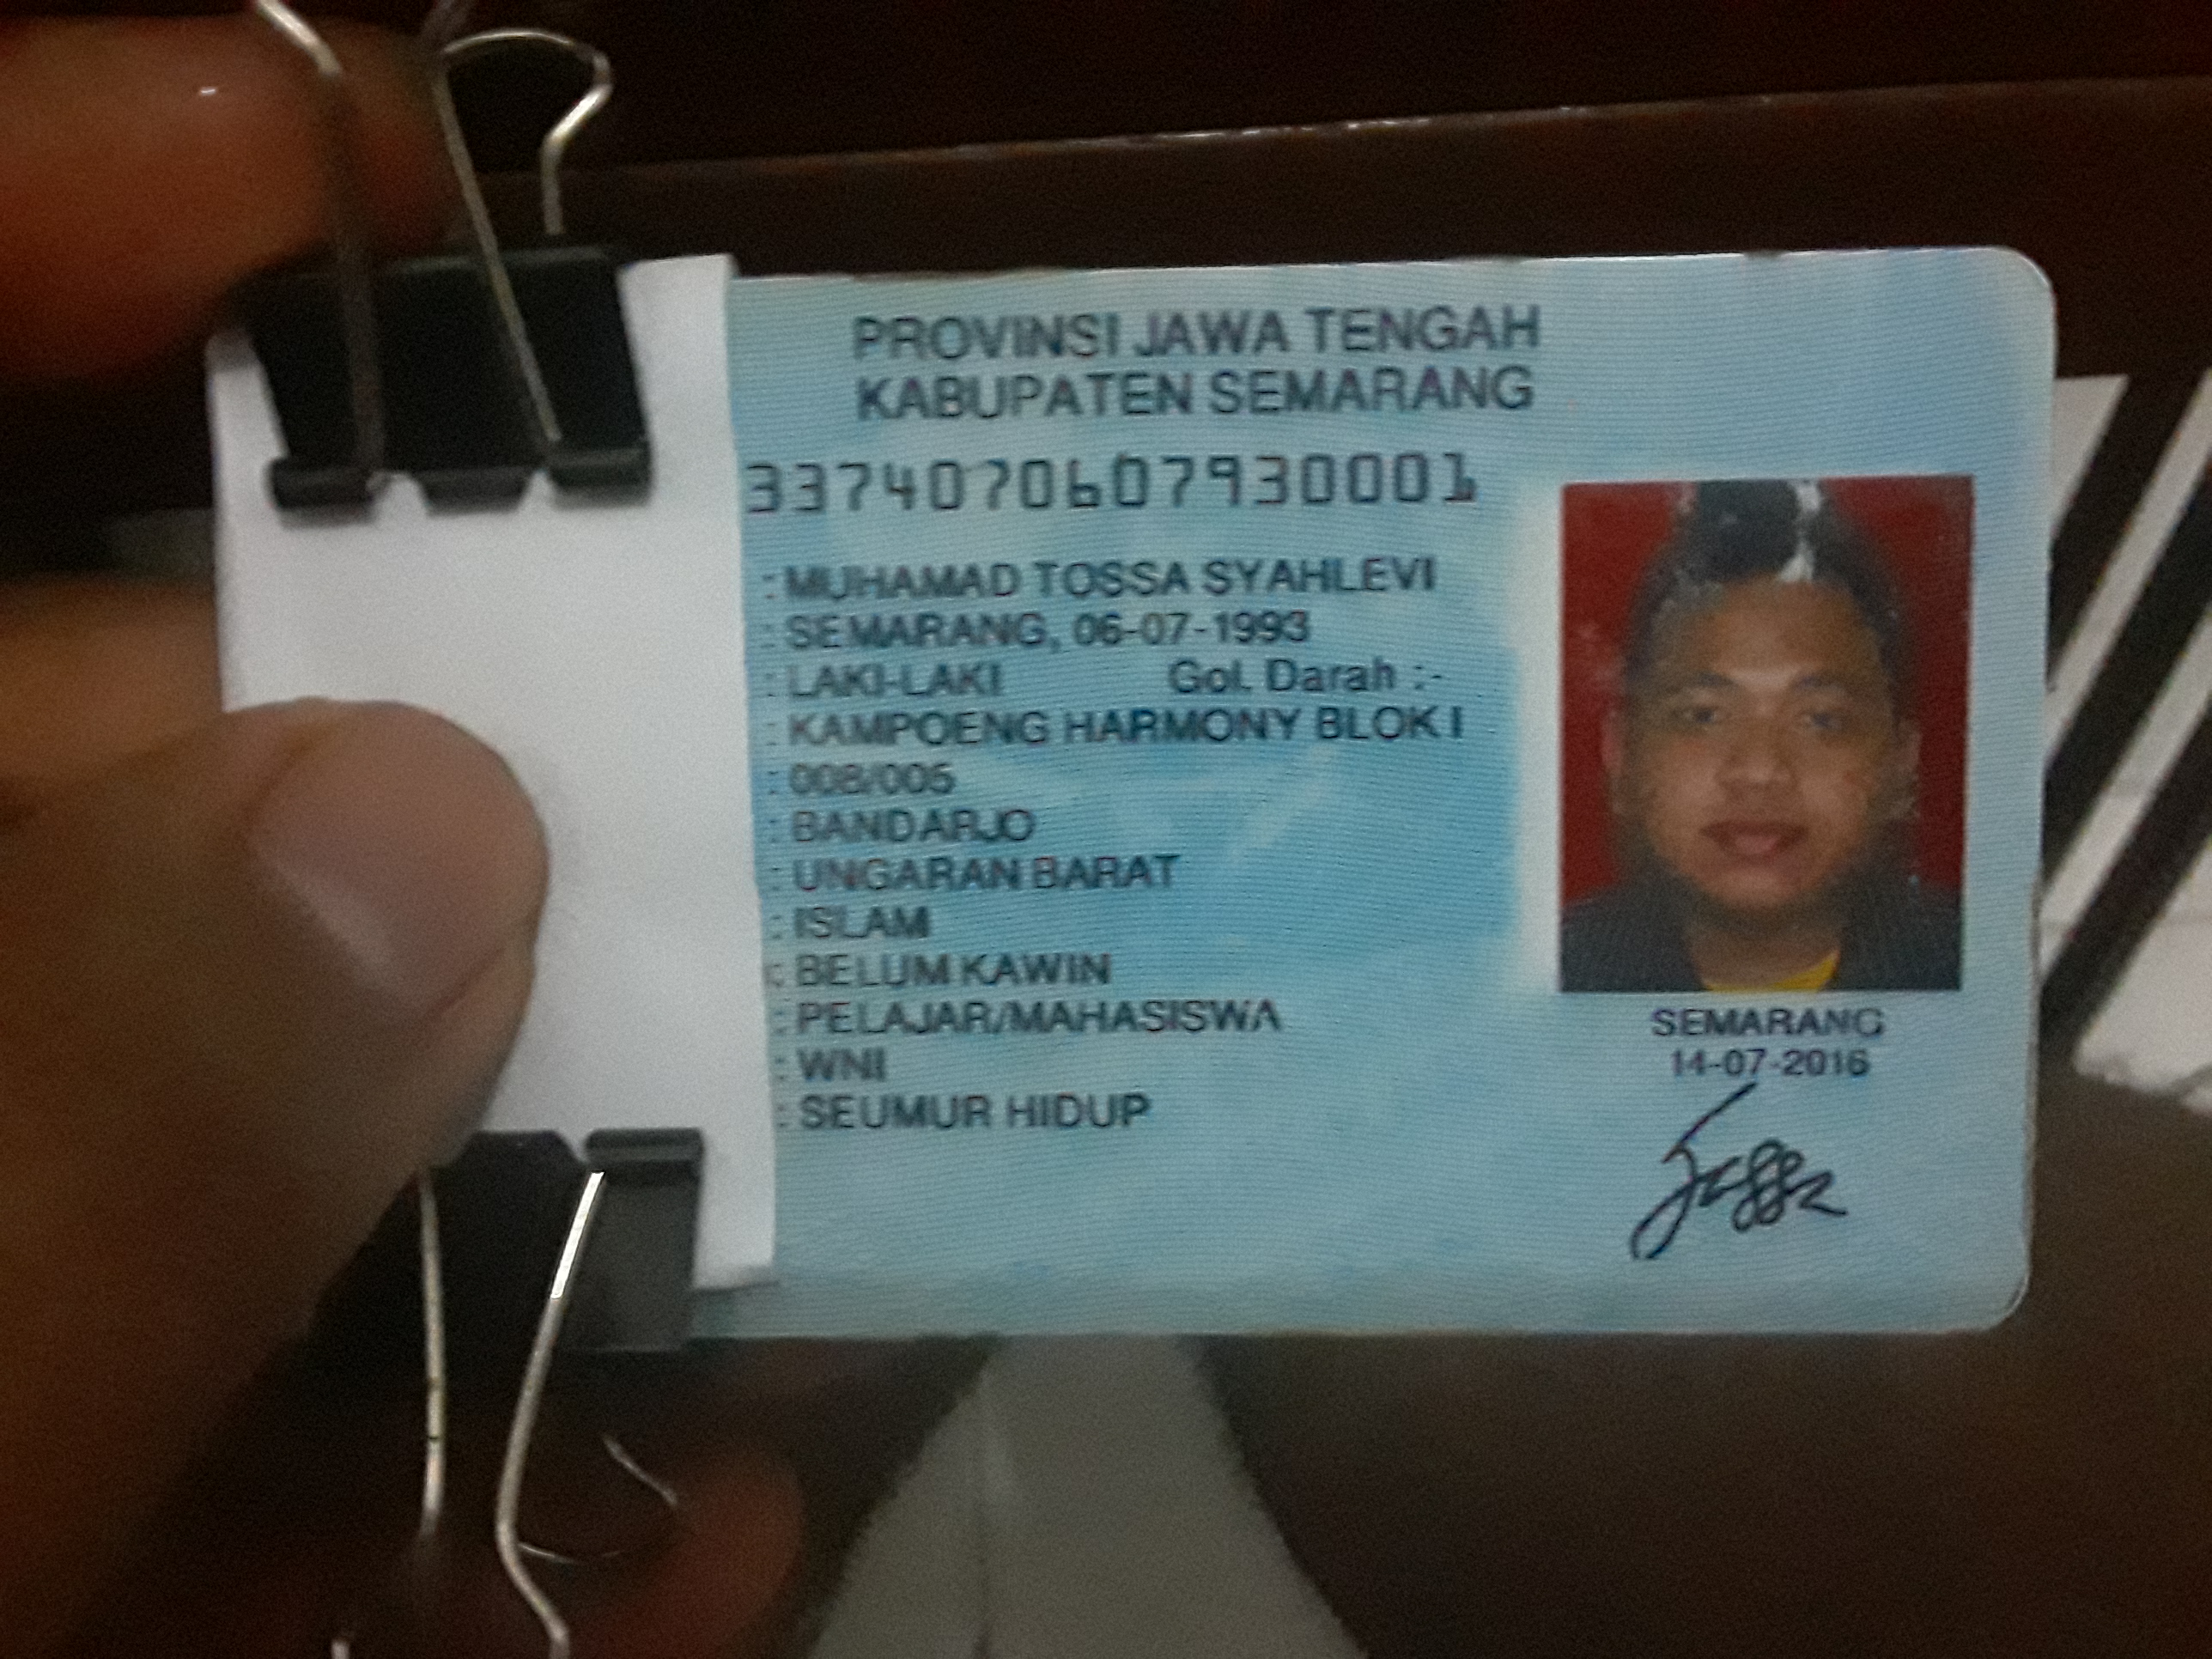 PROVINSI JAWA TENGAH
KABUPATEN SEMARANG
3374070607930001
: MUHAMAD TOSSA SYAHLEVI
: SEMARANG, 06-07-1993
: LAKI-LAKI Gol. Darah :-
: KAMPOENG HARMONY BLOK I
: 008/005
: BANDARJO
: UNGARAN BARAT
: ISLAM
: BELUM KAWIN
: PELAJAR/MAHASISWA
: WNI
: SEUMUR HIDUP
SEMARANG
14-07-2016